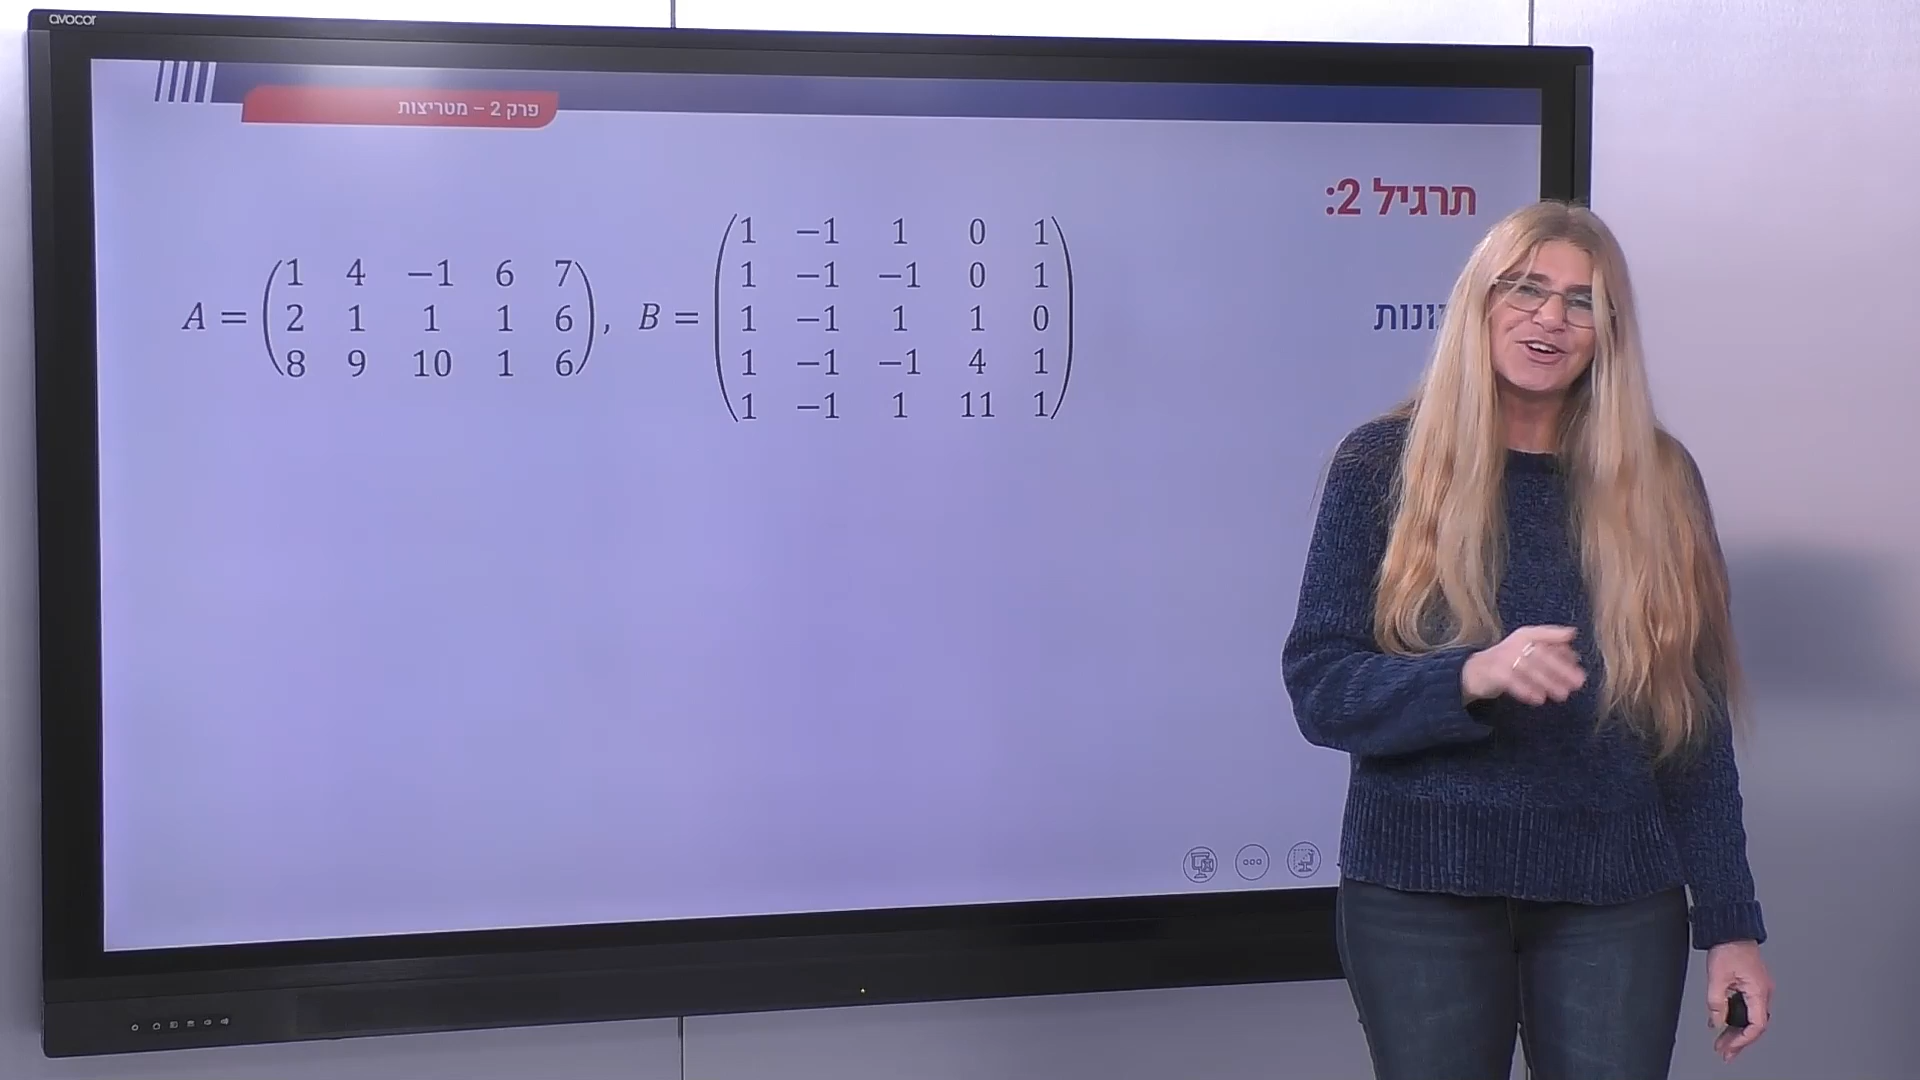 avocor
פרק 2 – מטריצות
תרגיל 2:
A = (1 4 −1 6 7
2 1 1 1 6
8 9 10 1 6),
B = (1 −1 1 0 1
1 −1 −1 0 1
1 −1 1 1 0
1 −1 −1 4 1
1 −1 1 11 1)